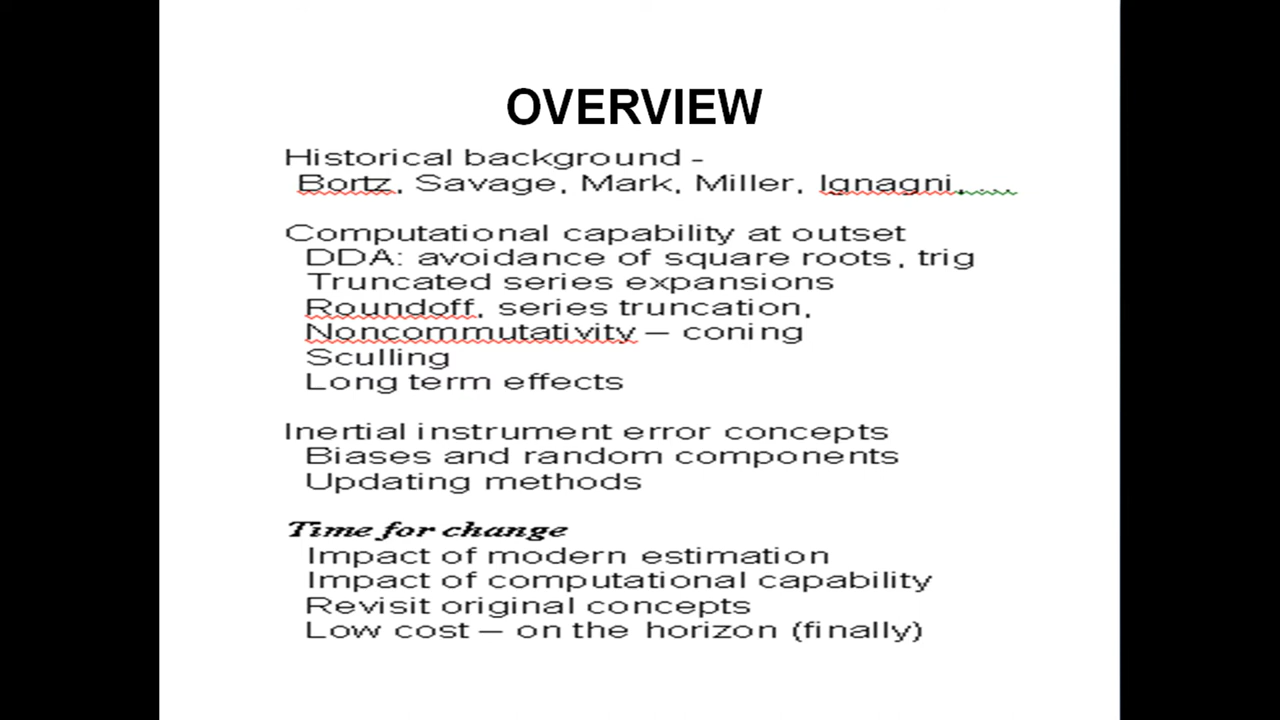 OVERVIEW
Historical background -
Bortz, Savage, Mark, Miller, Ignagni, ...
Computational capability at outset
DDA: avoidance of square roots, trig
Truncated series expansions
Roundoff, series truncation,
Noncommutativity – coning
Sculling
Long term effects
Inertial instrument error concepts
Biases and random components
Updating methods
Time for change
Impact of modern estimation
Impact of computational capability
Revisit original concepts
Low cost – on the horizon (finally)